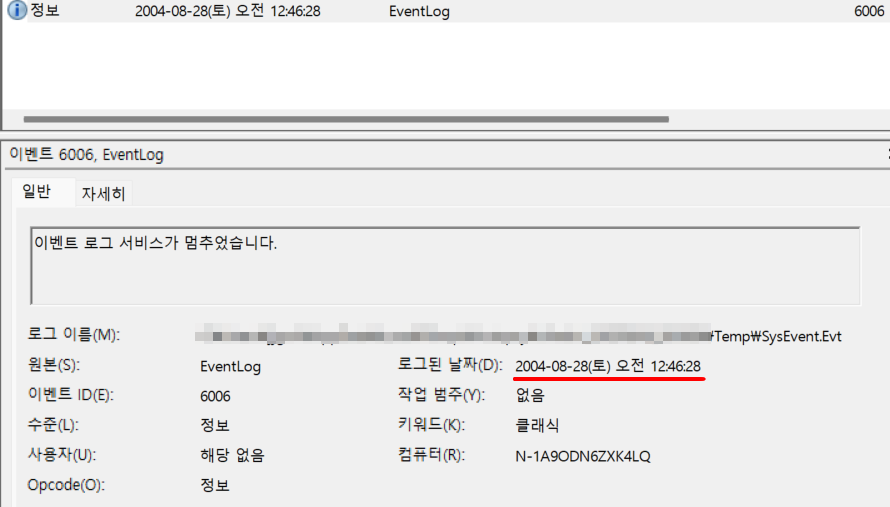 정보 2004-08-28(토) 오전 12:46:28 EventLog 6006
이벤트 6006, EventLog
일반 자세히
이벤트 로그 서비스가 멈추었습니다.
로그 이름(M): ₩Temp₩SysEvent.Evt
원본(S): EventLog 로그된 날짜(D): 2004-08-28(토) 오전 12:46:28
이벤트 ID(E): 6006 작업 범주(Y): 없음
수준(L): 정보 키워드(K): 클래식
사용자(U): 해당 없음 컴퓨터(R): N-1A9ODN6ZXK4LQ
Opcode(O): 정보